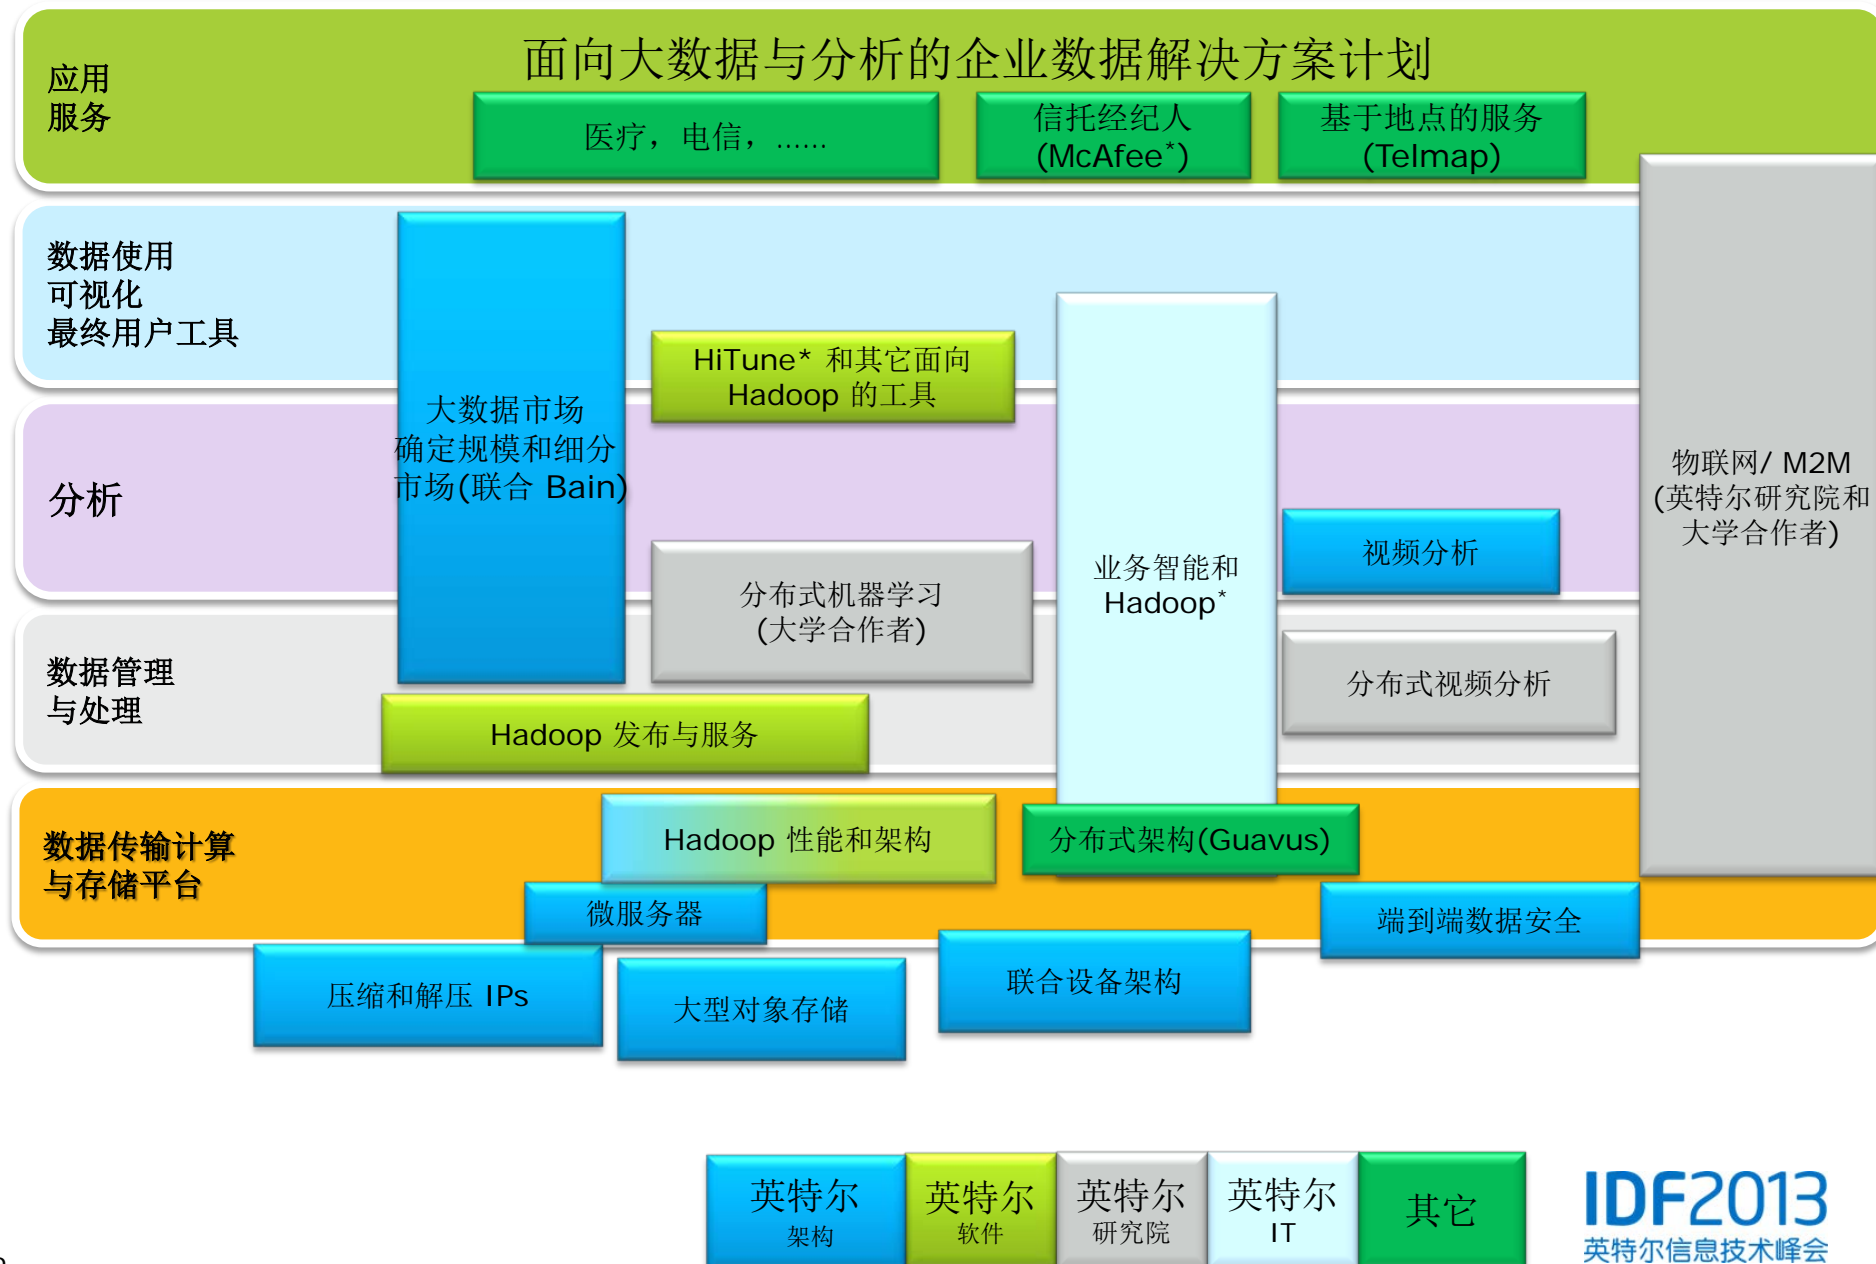 面向大数据与分析的企业数据解决方案计划
应用
服务
医疗，电信，……
信托经纪人
(McAfee*)
基于地点的服务
(Telmap)
数据使用
可视化
最终用户工具
大数据市场
确定规模和细分
市场(联合 Bain)
HiTune* 和其它面向
Hadoop 的工具
分析
业务智能和
Hadoop*
视频分析
物联网/ M2M
(英特尔研究院和
大学合作者)
分布式机器学习
(大学合作者)
数据管理
与处理
分布式视频分析
Hadoop 发布与服务
数据传输计算
与存储平台
Hadoop 性能和架构
分布式架构(Guavus)
微服务器
端到端数据安全
压缩和解压 IPs
大型对象存储
联合设备架构
英特尔
架构
英特尔
软件
英特尔
研究院
英特尔
IT
其它
IDF2013
英特尔信息技术峰会